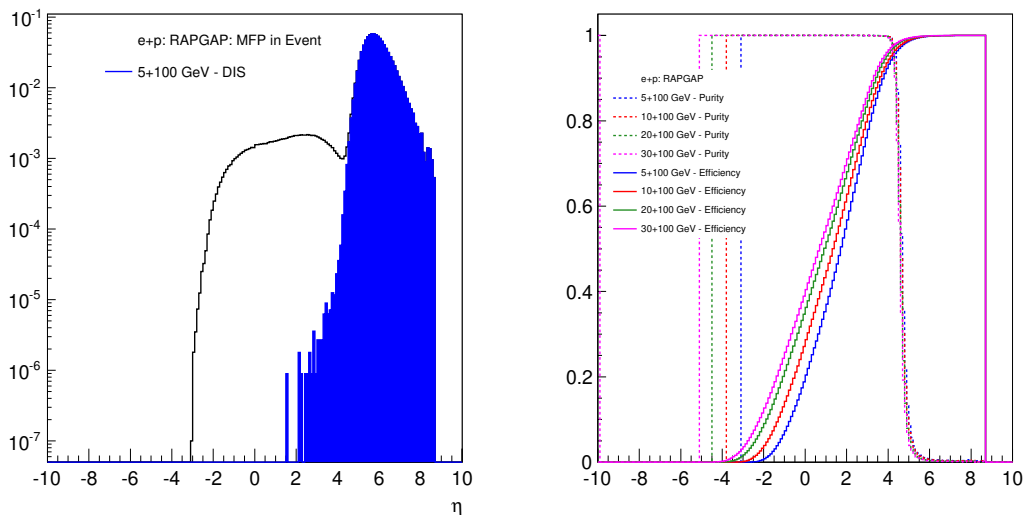 10⁻¹
10⁻²
10⁻³
10⁻⁴
10⁻⁵
10⁻⁶
10⁻⁷
e+p: RAPGAP: MFP in Event
5+100 GeV - DIS
-10 -8 -6 -4 -2 0 2 4 6 8 10
η
1
0.8
0.6
0.4
0.2
0
e+p: RAPGAP
5+100 GeV - Purity
10+100 GeV - Purity
20+100 GeV - Purity
30+100 GeV - Purity
5+100 GeV - Efficiency
10+100 GeV - Efficiency
20+100 GeV - Efficiency
30+100 GeV - Efficiency
-10 -8 -6 -4 -2 0 2 4 6 8 10